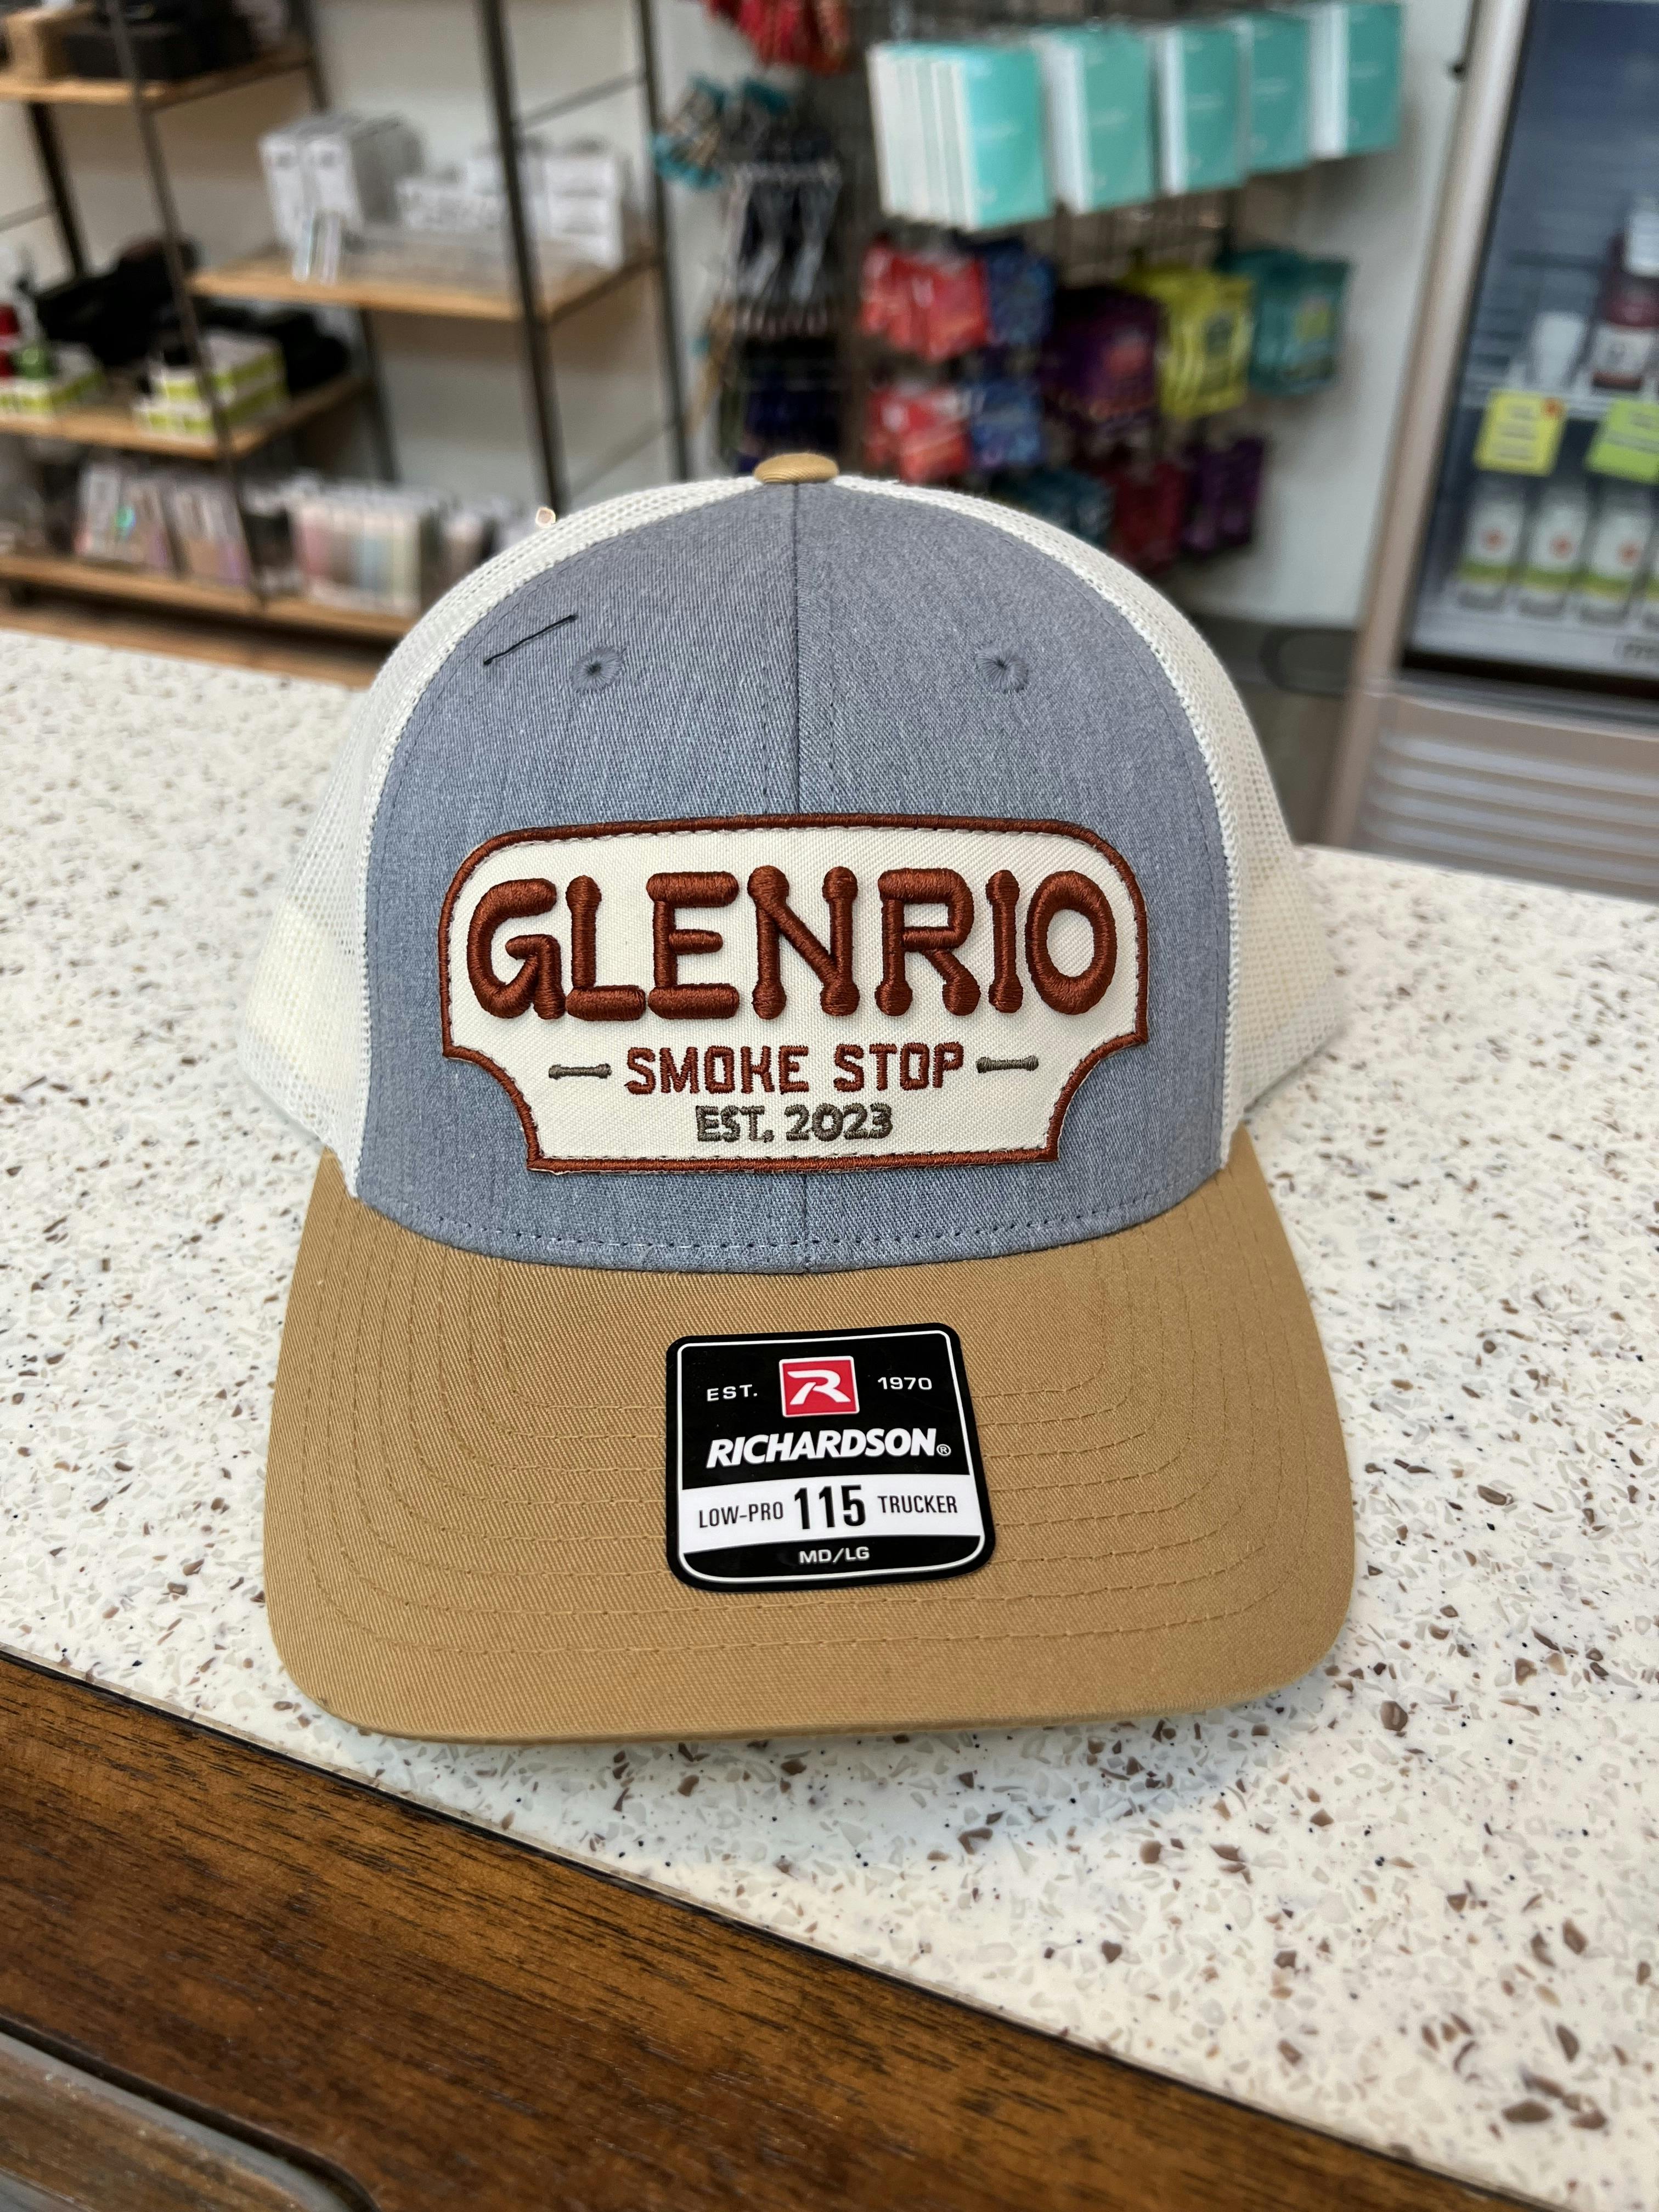 GLENRIO
SMOKE STOP
EST. 2023
EST. R 1970
RICHARDSON®
LOW-PRO 115 TRUCKER
MD/LG